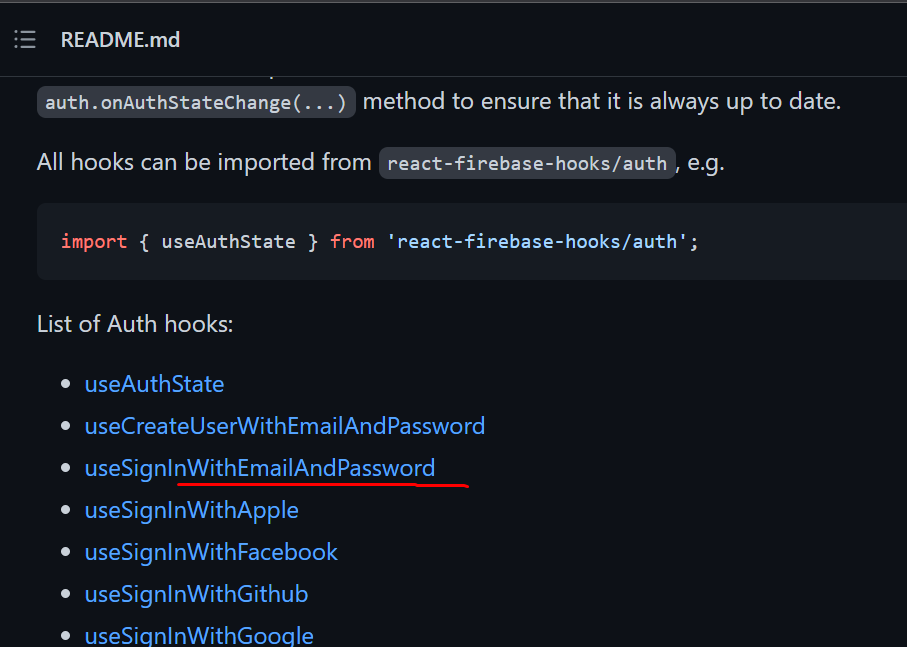 README.md
auth.onAuthStateChange(...) method to ensure that it is always up to date.
All hooks can be imported from react-firebase-hooks/auth, e.g.
import { useAuthState } from 'react-firebase-hooks/auth';
List of Auth hooks:
useAuthState
useCreateUserWithEmailAndPassword
useSignInWithEmailAndPassword
useSignInWithApple
useSignInWithFacebook
useSignInWithGithub
useSignInWithGoogle